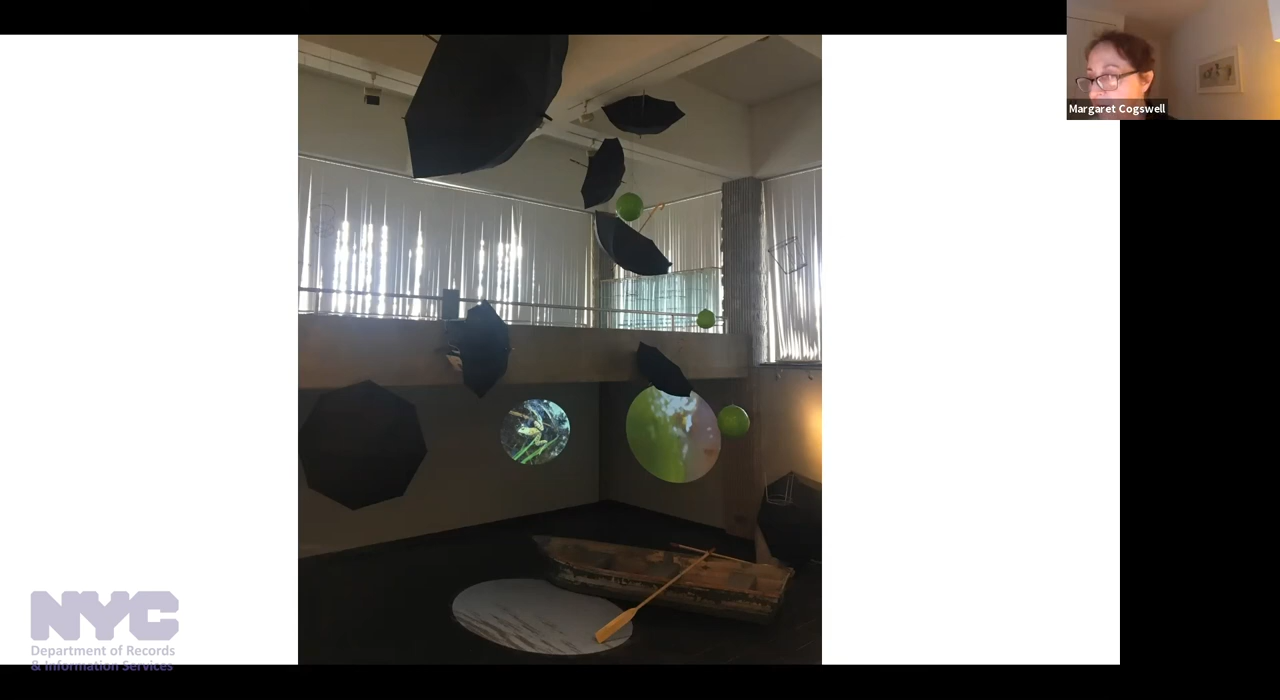 Margaret Cogswell
NYC
Department of Records
& Information Services